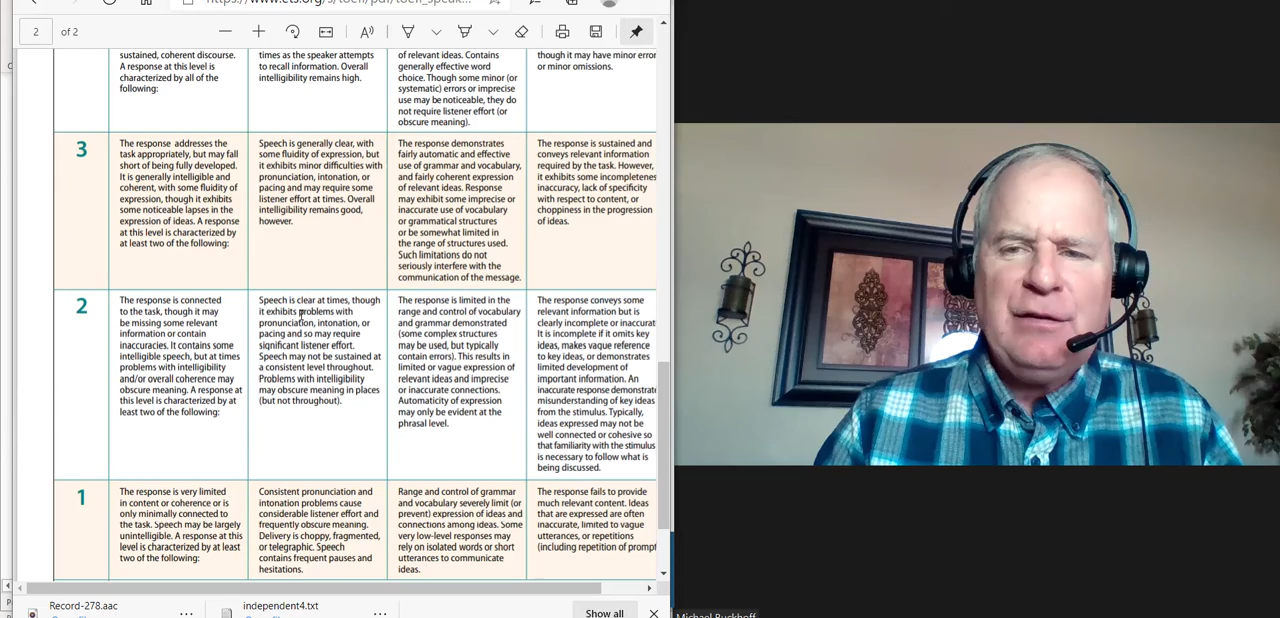 2
of 2
sustained, coherent discourse.
A response at this level is
characterized by all of the
following:
times as the speaker attempts
to recall information. Overall
intelligibility remains high.
of relevant ideas. Contains
generally effective word
choice. Though some minor (or
systematic) errors or imprecise
use may be noticeable, they do
not require listener effort (or
obscure meaning).
though it may have minor error
or minor omissions.
3
The response addresses the
task appropriately, but may fall
short of being fully developed.
It is generally intelligible and
coherent, with some fluidity of
expression, though it exhibits
some noticeable lapses in the
expression of ideas. A response
at this level is characterized by
at least two of the following:
Speech is generally clear, with
some fluidity of expression, but
it exhibits minor difficulties with
pronunciation, intonation, or
pacing and may require some
listener effort at times. Overall
intelligibility remains good,
however.
The response demonstrates
fairly automatic and effective
use of grammar and vocabulary,
and fairly coherent expression
of relevant ideas. Response
may exhibit some imprecise or
inaccurate use of vocabulary
or grammatical structures
or be somewhat limited in
the range of structures used.
Such limitations do not
seriously interfere with the
communication of the message.
The response is sustained and
conveys relevant information
required by the task. However,
it exhibits some incompletenes
inaccuracy, lack of specificity
with respect to content, or
choppiness in the progression
of ideas.
2
The response is connected
to the task, though it may
be missing some relevant
information or contain
inaccuracies. It contains some
intelligible speech, but at times
problems with intelligibility
and/or overall coherence may
obscure meaning. A response at
this level is characterized by at
least two of the following:
Speech is clear at times, though
it exhibits problems with
pronunciation, intonation, or
pacing and so may require
significant listener effort.
Speech may not be sustained at
a consistent level throughout.
Problems with intelligibility
may obscure meaning in places
(but not throughout).
The response is limited in the
range and control of vocabulary
and grammar demonstrated
(some complex structures
may be used, but typically
contain errors). This results in
limited or vague expression of
relevant ideas and imprecise
or inaccurate connections.
Automaticity of expression
may only be evident at the
phrasal level.
The response conveys some
relevant information but is
clearly incomplete or inaccurat
It is incomplete if it omits key
ideas, makes vague reference
to key ideas, or demonstrates
limited development of
important information. An
inaccurate response demonstrat
misunderstanding of key ideas
from the stimulus. Typically,
ideas expressed may not be
well connected or cohesive so
that familiarity with the stimulus
is necessary to follow what is
being discussed.
1
The response is very limited
in content or coherence or is
only minimally connected to
the task. Speech may be largely
unintelligible. A response at this
level is characterized by at least
two of the following:
Consistent pronunciation and
intonation problems cause
considerable listener effort and
frequently obscure meaning.
Delivery is choppy, fragmented,
or telegraphic. Speech
contains frequent pauses and
hesitations.
Range and control of grammar
and vocabulary severely limit (or
prevent) expression of ideas and
connections among ideas. Some
very low-level responses may
rely on isolated words or short
utterances to communicate
ideas.
The response fails to provide
much relevant content. Ideas
that are expressed are often
inaccurate, limited to vague
utterances, or repetitions
(including repetition of prompt
Record-278.aac
independent4.txt
Show all